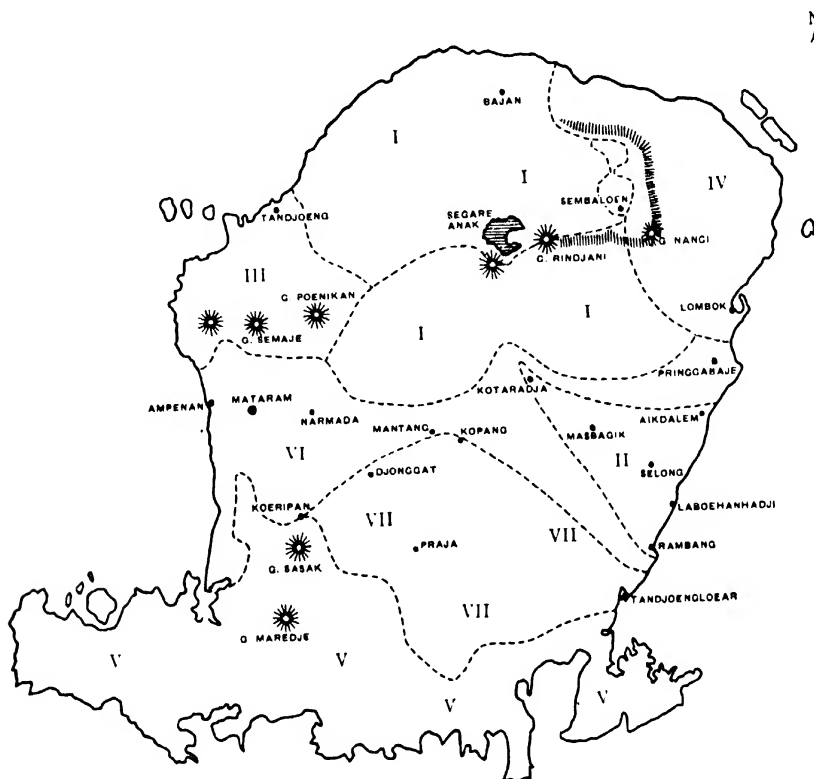 N
BAJAN
I
I
IV
SEMBALOEN
TANDJOENG
SEGARE
ANAK
G. NANGI
G. RINDJANI
III
G. POENIKAN
LOMBOK
I
I
G. SEMAJE
PRINGGABAJE
KOTARADJA
AMPENAN
MATARAM
NARMADA
AIKDALEM
MANTANG
KOPANG
MASBAGIK
VI
II
SELONG
DJONGGAT
LABOEHANHADJI
KOERIPAN
VII
VII
PRAJA
RAMBANG
G. SASAK
TANDJOENGLOEAR
VII
G. MAREDJE
V
V
V
V